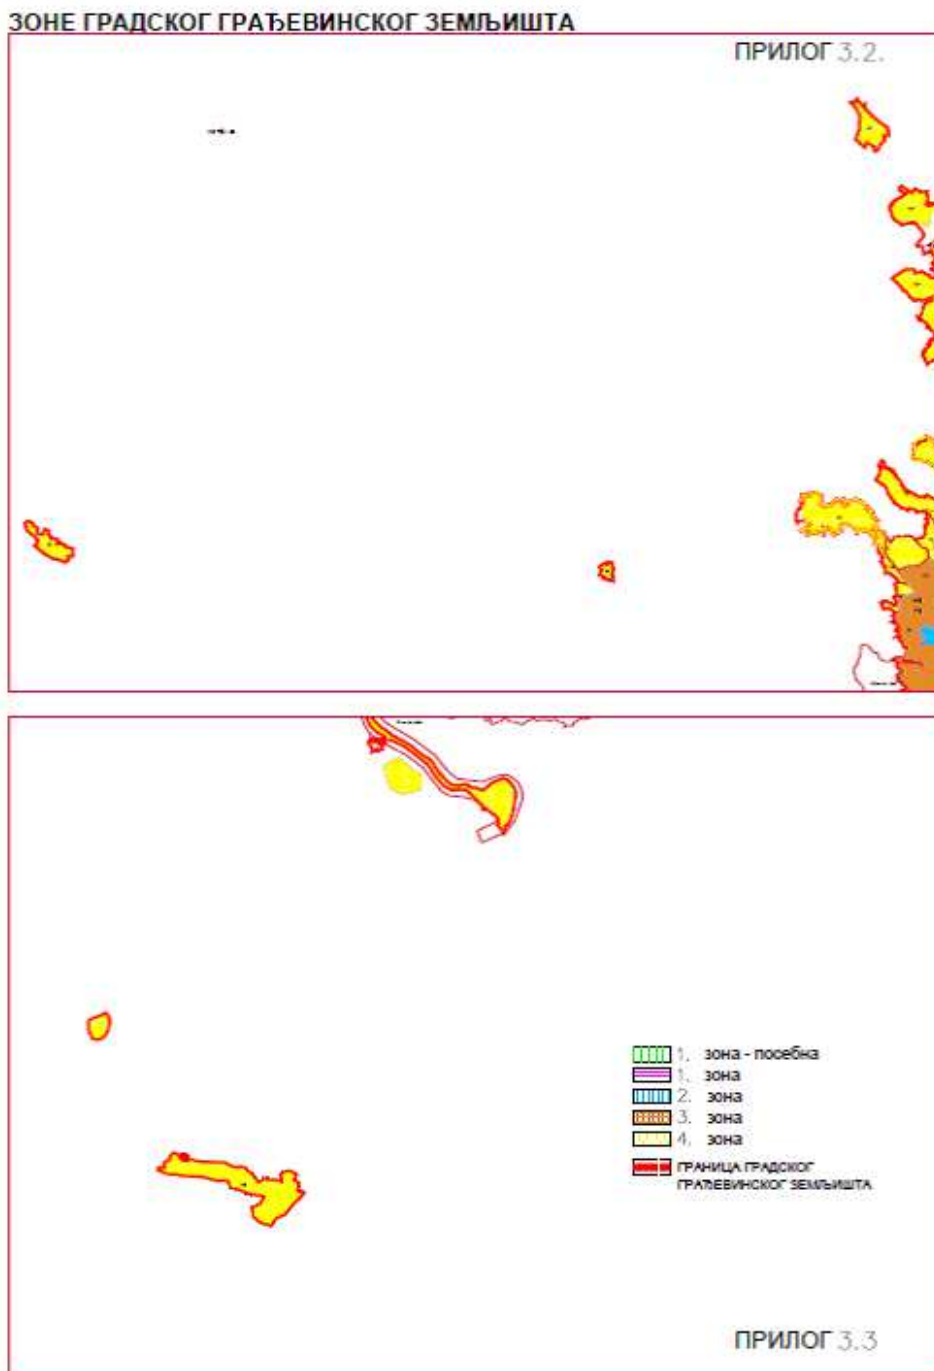 ЗОНЕ ГРАДСКОГ ГРАЂЕВИНСКОГ ЗЕМЉИШТА
ПРИЛОГ 3.2.
1. зона - посебна
1. зона
2. зона
3. зона
4. зона
ГРАНИЦА ГРАДСКОГ
ГРАЂЕВИНСКОГ ЗЕМЉИШТА
ПРИЛОГ 3.3